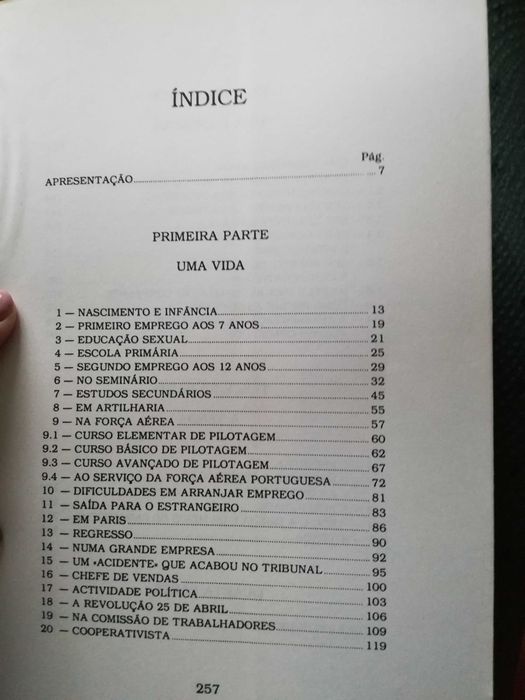 ÍNDICE
Pág.
APRESENTAÇÃO 7
PRIMEIRA PARTE
UMA VIDA
1 — NASCIMENTO E INFÂNCIA 13
2 — PRIMEIRO EMPREGO AOS 7 ANOS 19
3 — EDUCAÇÃO SEXUAL 21
4 — ESCOLA PRIMÁRIA 25
5 — SEGUNDO EMPREGO AOS 12 ANOS 29
6 — NO SEMINÁRIO 32
7 — ESTUDOS SECUNDÁRIOS 45
8 — EM ARTILHARIA 55
9 — NA FORÇA AÉREA 57
9.1 — CURSO ELEMENTAR DE PILOTAGEM 60
9.2 — CURSO BÁSICO DE PILOTAGEM 62
9.3 — CURSO AVANÇADO DE PILOTAGEM 67
9.4 — AO SERVIÇO DA FORÇA AÉREA PORTUGUESA 72
10 — DIFICULDADES EM ARRANJAR EMPREGO 81
11 — SAÍDA PARA O ESTRANGEIRO 83
12 — EM PARIS 86
13 — REGRESSO 90
14 — NUMA GRANDE EMPRESA 92
15 — UM «ACIDENTE» QUE ACABOU NO TRIBUNAL 95
16 — CHEFE DE VENDAS 100
17 — ACTIVIDADE POLÍTICA 103
18 — A REVOLUÇÃO 25 DE ABRIL 106
19 — NA COMISSÃO DE TRABALHADORES 109
20 — COOPERATIVISTA 119
257